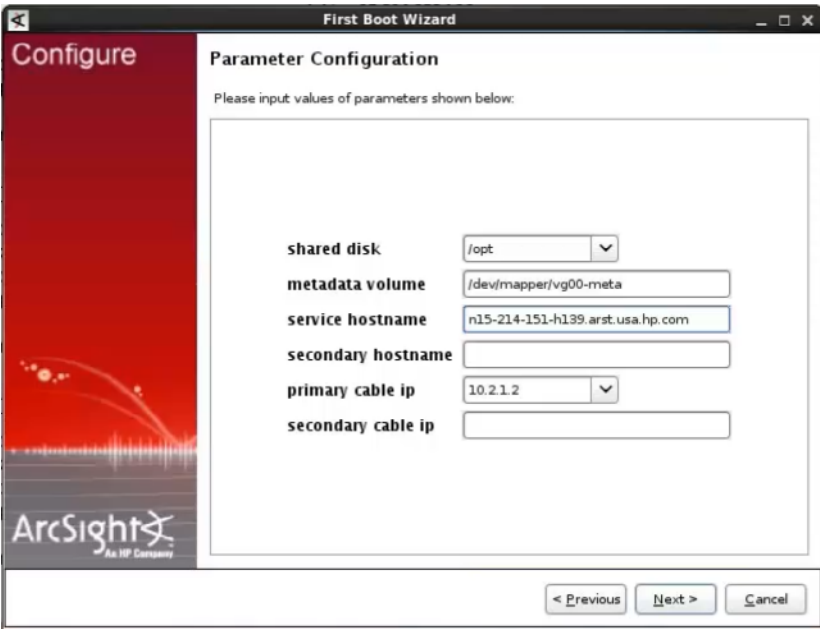 First Boot Wizard
Configure
Parameter Configuration
Please input values of parameters shown below:
shared disk /opt
metadata volume /dev/mapper/vg00-meta
service hostname n15-214-151-h139.arst.usa.hp.com
secondary hostname
primary cable ip 10.2.1.2
secondary cable ip
ArcSight
An HP Company
< Previous Next > Cancel